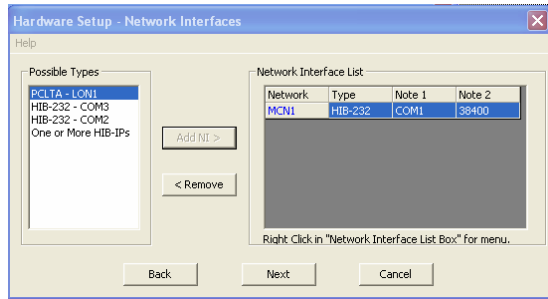 Hardware Setup - Network Interfaces
Help
Possible Types
PCLTA - LON1
HIB-232 - COM3
HIB-232 - COM2
One or More HIB-IPs
Add NI >
< Remove
Network Interface List
Network Type Note 1 Note 2
MCN1 HIB-232 COM1 38400
Right Click in "Network Interface List Box" for menu.
Back Next Cancel